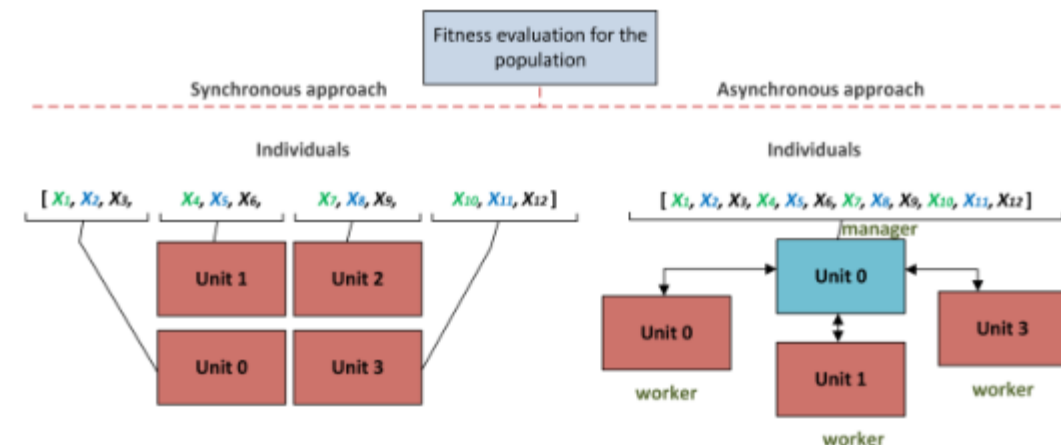 Fitness evaluation for the
population
Synchronous approach
Asynchronous approach
Individuals
Individuals
[ X1, X2, X3, X4, X5, X6, X7, X8, X9, X10, X11, X12 ]
[ X1, X2, X3, X4, X5, X6, X7, X8, X9, X10, X11, X12 ]
manager
Unit 1
Unit 2
Unit 0
Unit 0
Unit 3
Unit 0
Unit 3
Unit 1
worker
worker
worker